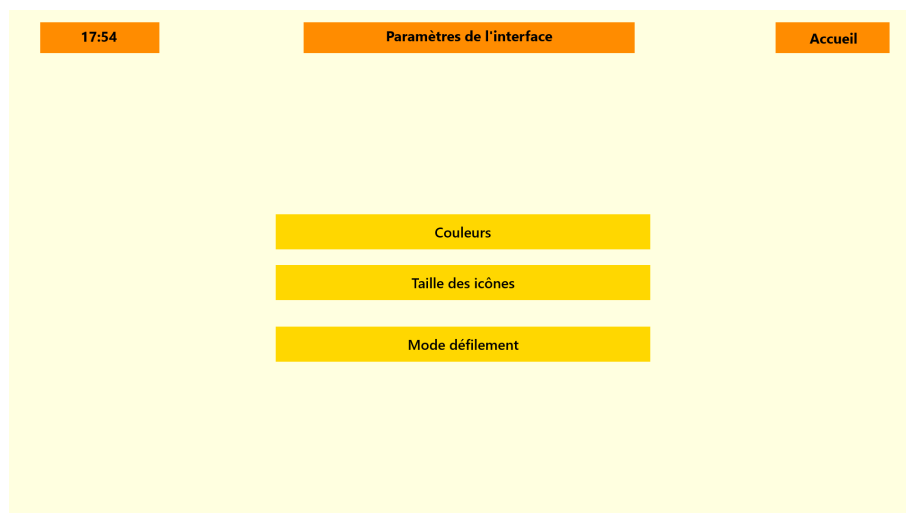 17:54
Paramètres de l'interface
Accueil
Couleurs
Taille des icônes
Mode défilement